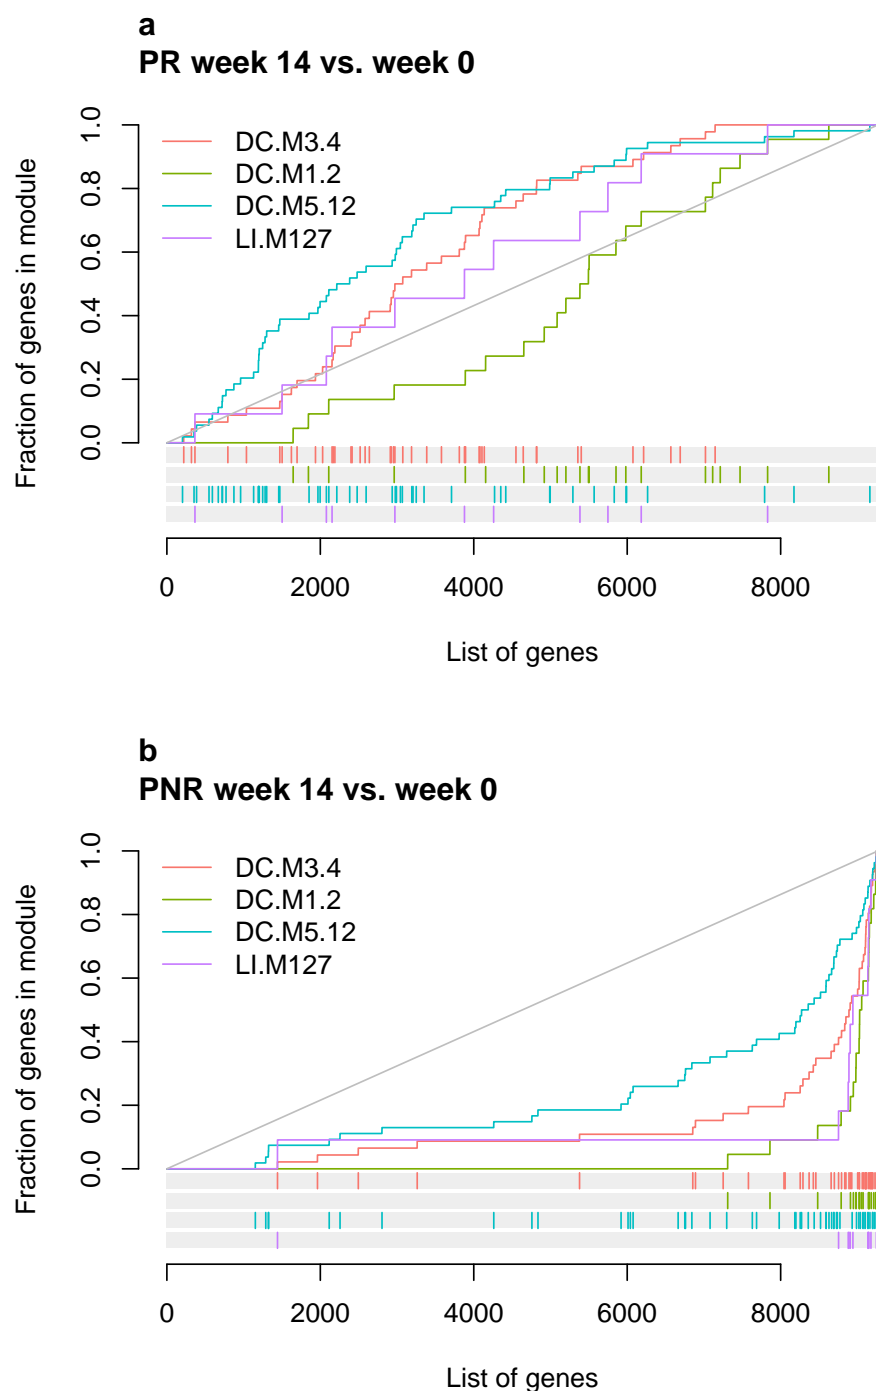 a
PR week 14 vs. week 0
Fraction of genes in module
1.0
0.8
0.6
0.4
0.2
0.0
DC.M3.4
DC.M1.2
DC.M5.12
LI.M127
0 2000 4000 6000 8000
List of genes
b
PNR week 14 vs. week 0
Fraction of genes in module
1.0
0.8
0.6
0.4
0.2
0.0
DC.M3.4
DC.M1.2
DC.M5.12
LI.M127
0 2000 4000 6000 8000
List of genes